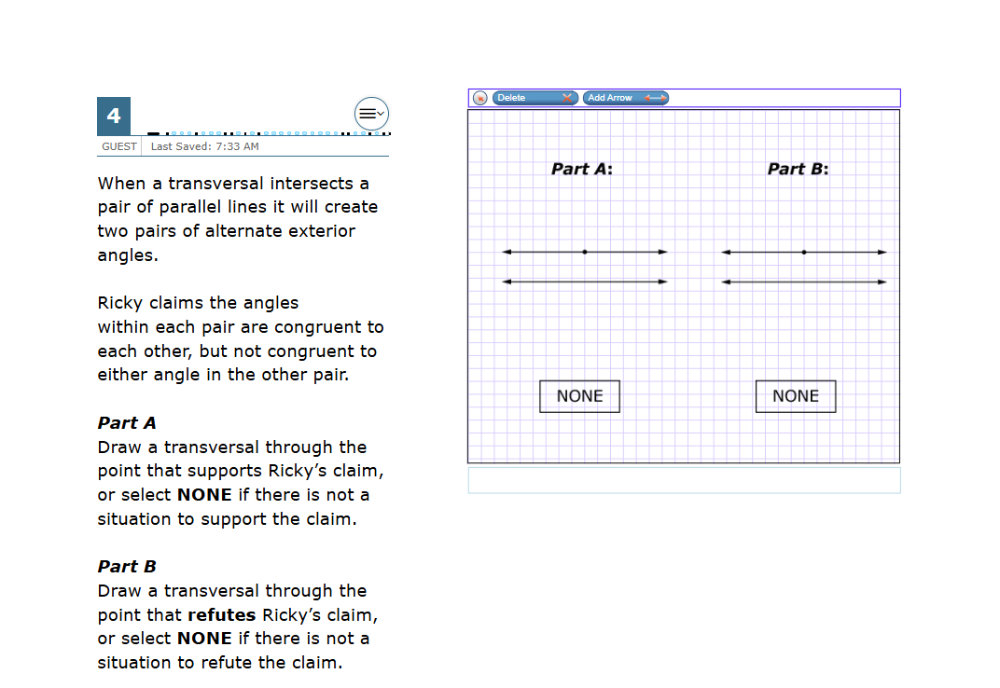 4
GUEST Last Saved: 7:33 AM
When a transversal intersects a
pair of parallel lines it will create
two pairs of alternate exterior
angles.
Ricky claims the angles
within each pair are congruent to
each other, but not congruent to
either angle in the other pair.
Part A
Draw a transversal through the
point that supports Ricky’s claim,
or select NONE if there is not a
situation to support the claim.
Part B
Draw a transversal through the
point that refutes Ricky’s claim,
or select NONE if there is not a
situation to refute the claim.
Delete Add Arrow
Part A: Part B:
NONE NONE